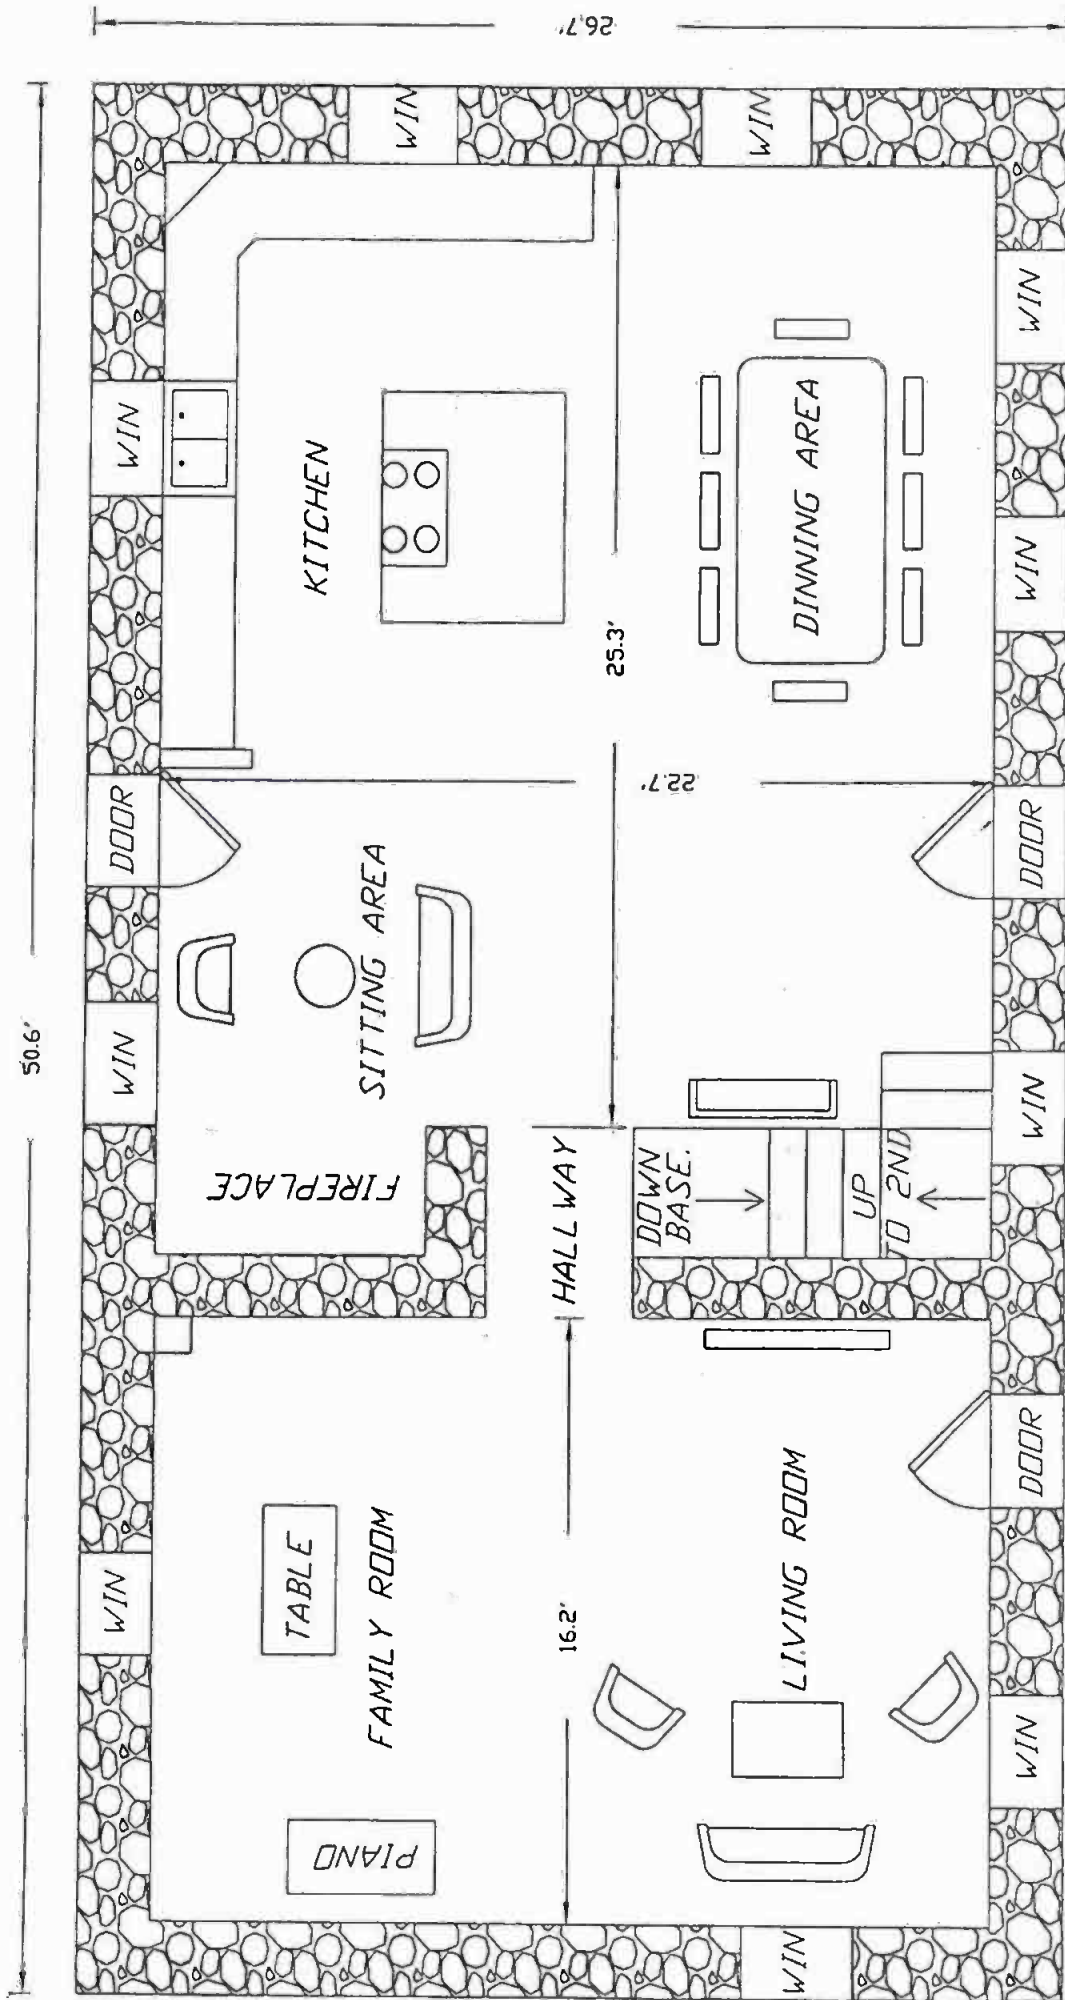 26.7'
50.6'
WIN
WIN
WIN
KITCHEN
WIN
DINNING AREA
WIN
25.3'
22.7'
DOOR
SITTING AREA
DOOR
WIN
FIREPLACE
HALLWAY
DOWN
BASE.
UP
TO 2ND
WIN
WIN
TABLE
FAMILY ROOM
16.2'
LIVING ROOM
DOOR
PIANO
WIN
WIN